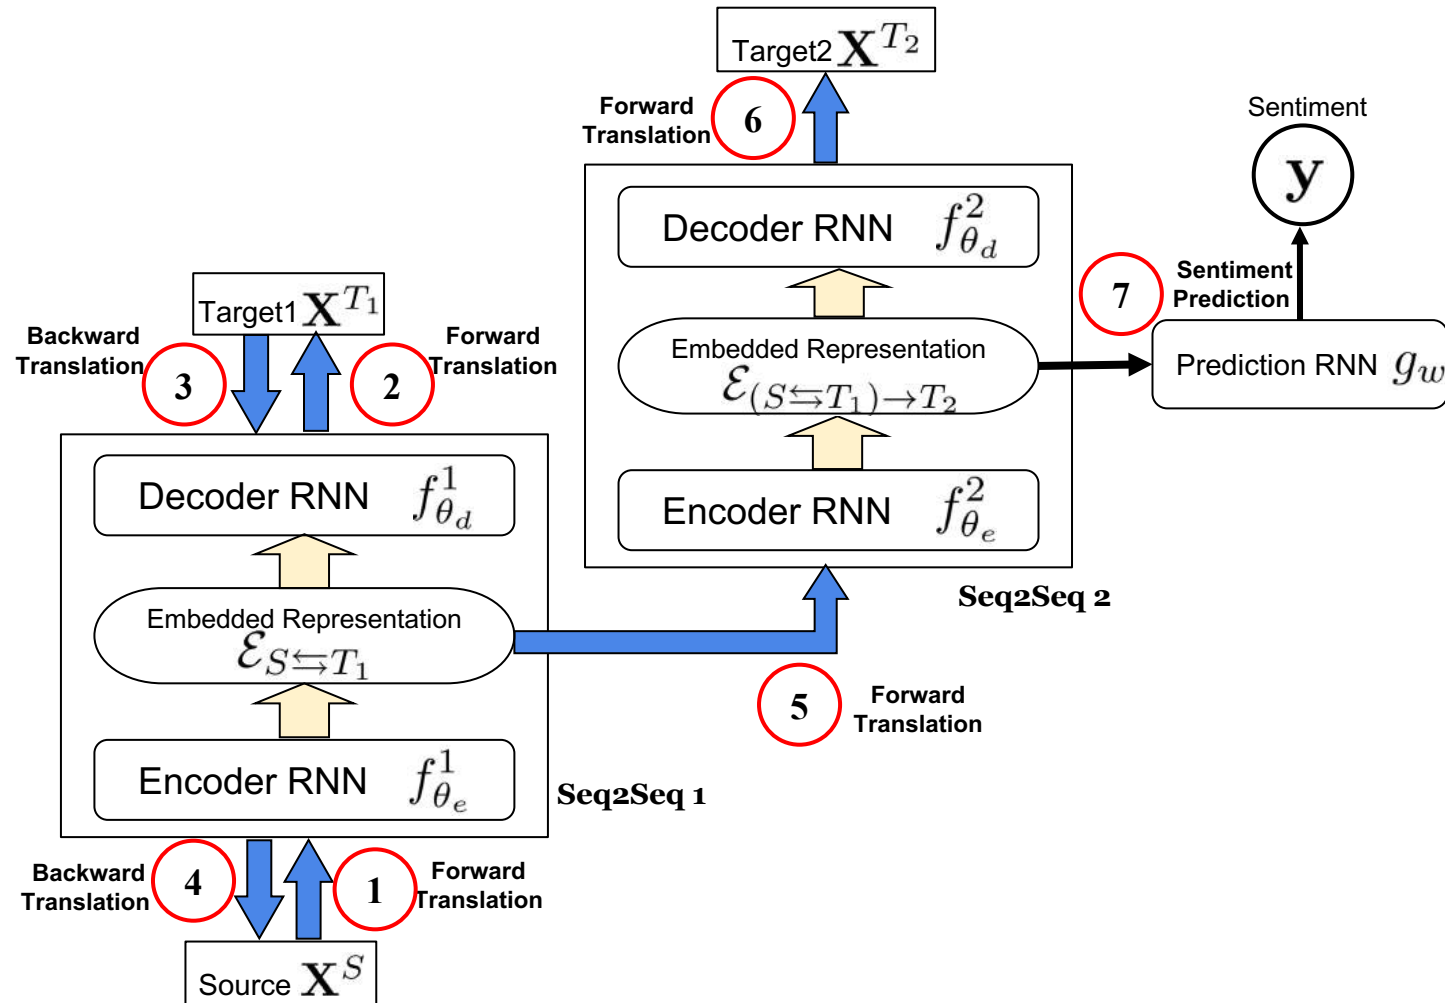 Target2 X^{T_2}
Forward
Translation
6
Sentiment
y
Decoder RNN f^2_{θ_d}
7
Sentiment
Prediction
Embedded Representation
ℰ_{(S⇆T_1)→T_2}
Prediction RNN g_w
Encoder RNN f^2_{θ_e}
Seq2Seq 2
Target1 X^{T_1}
Backward
Translation
3
2
Forward
Translation
Decoder RNN f^1_{θ_d}
Embedded Representation
ℰ_{S⇆T_1}
5
Forward
Translation
Encoder RNN f^1_{θ_e}
Seq2Seq 1
Backward
Translation
4
1
Forward
Translation
Source X^S